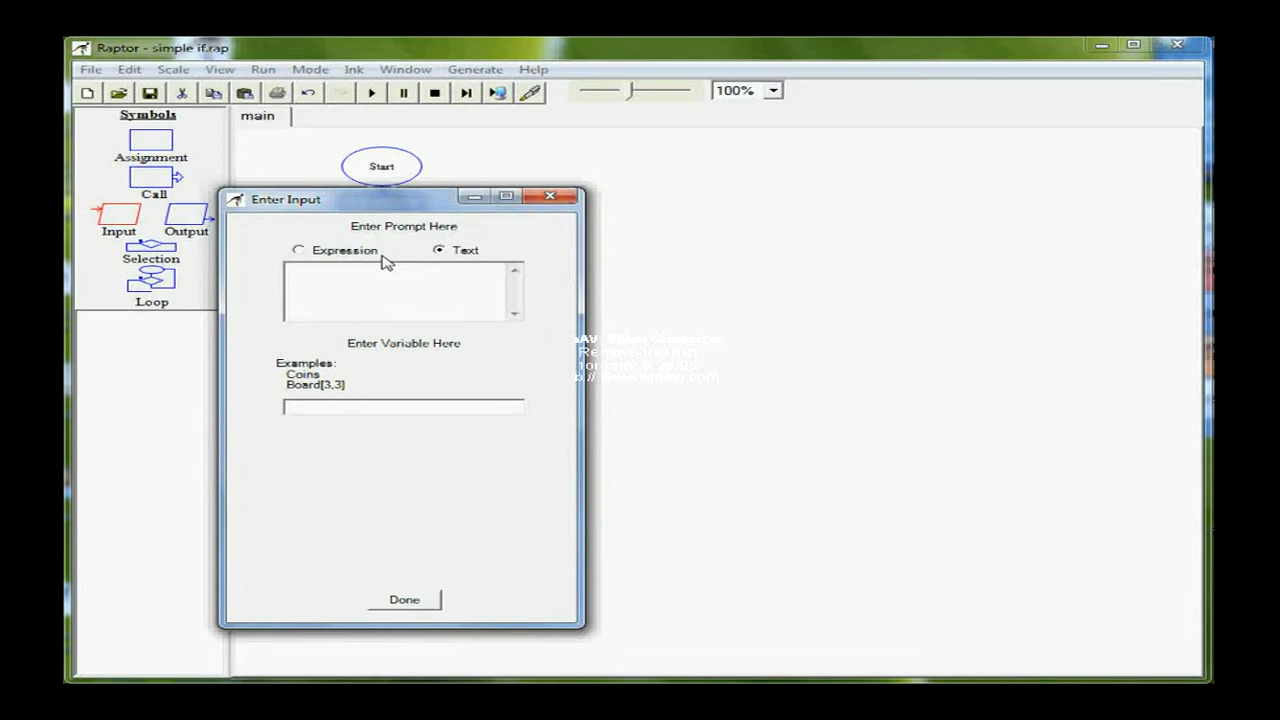 Raptor - simple if.rap
File Edit Scale View Run Mode Ink Window Generate Help
100%
Symbols
main
Assignment
Call
Input Output
Selection
Loop
Start
Enter Input
Enter Prompt Here
Expression Text
Enter Variable Here
Examples:
Coins
Board[3,3]
Done
Video Converter